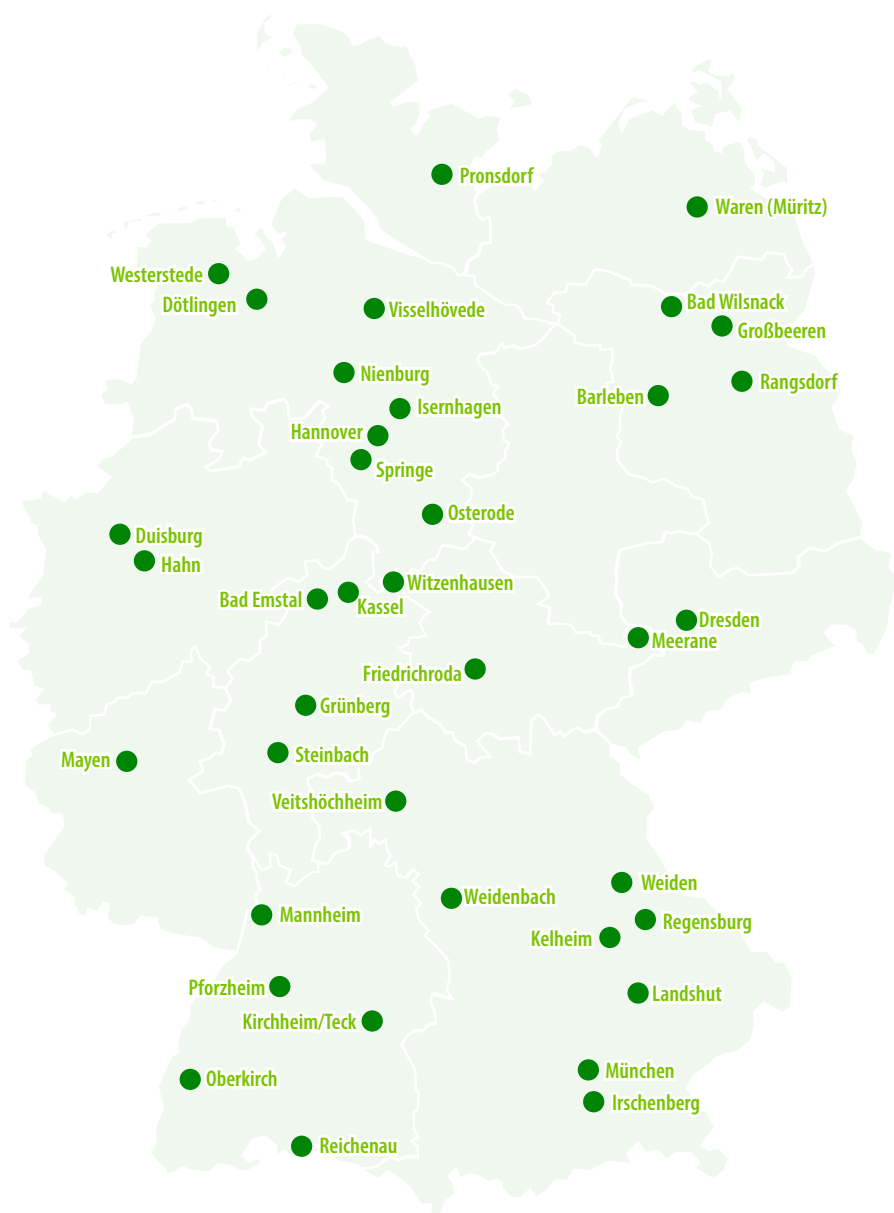 Pronsdorf
Waren (Müritz)
Westerstede
Dötlingen
Visselhövede
Bad Wilsnack
Großbeeren
Nienburg
Rangsdorf
Barleben
Isernhagen
Hannover
Springe
Osterode
Duisburg
Hahn
Witzenhausen
Bad Emstal
Kassel
Dresden
Meerane
Friedrichroda
Grünberg
Steinbach
Mayen
Veitshöchheim
Weiden
Weidenbach
Mannheim
Regensburg
Kelheim
Pforzheim
Landshut
Kirchheim/Teck
München
Oberkirch
Irschenberg
Reichenau